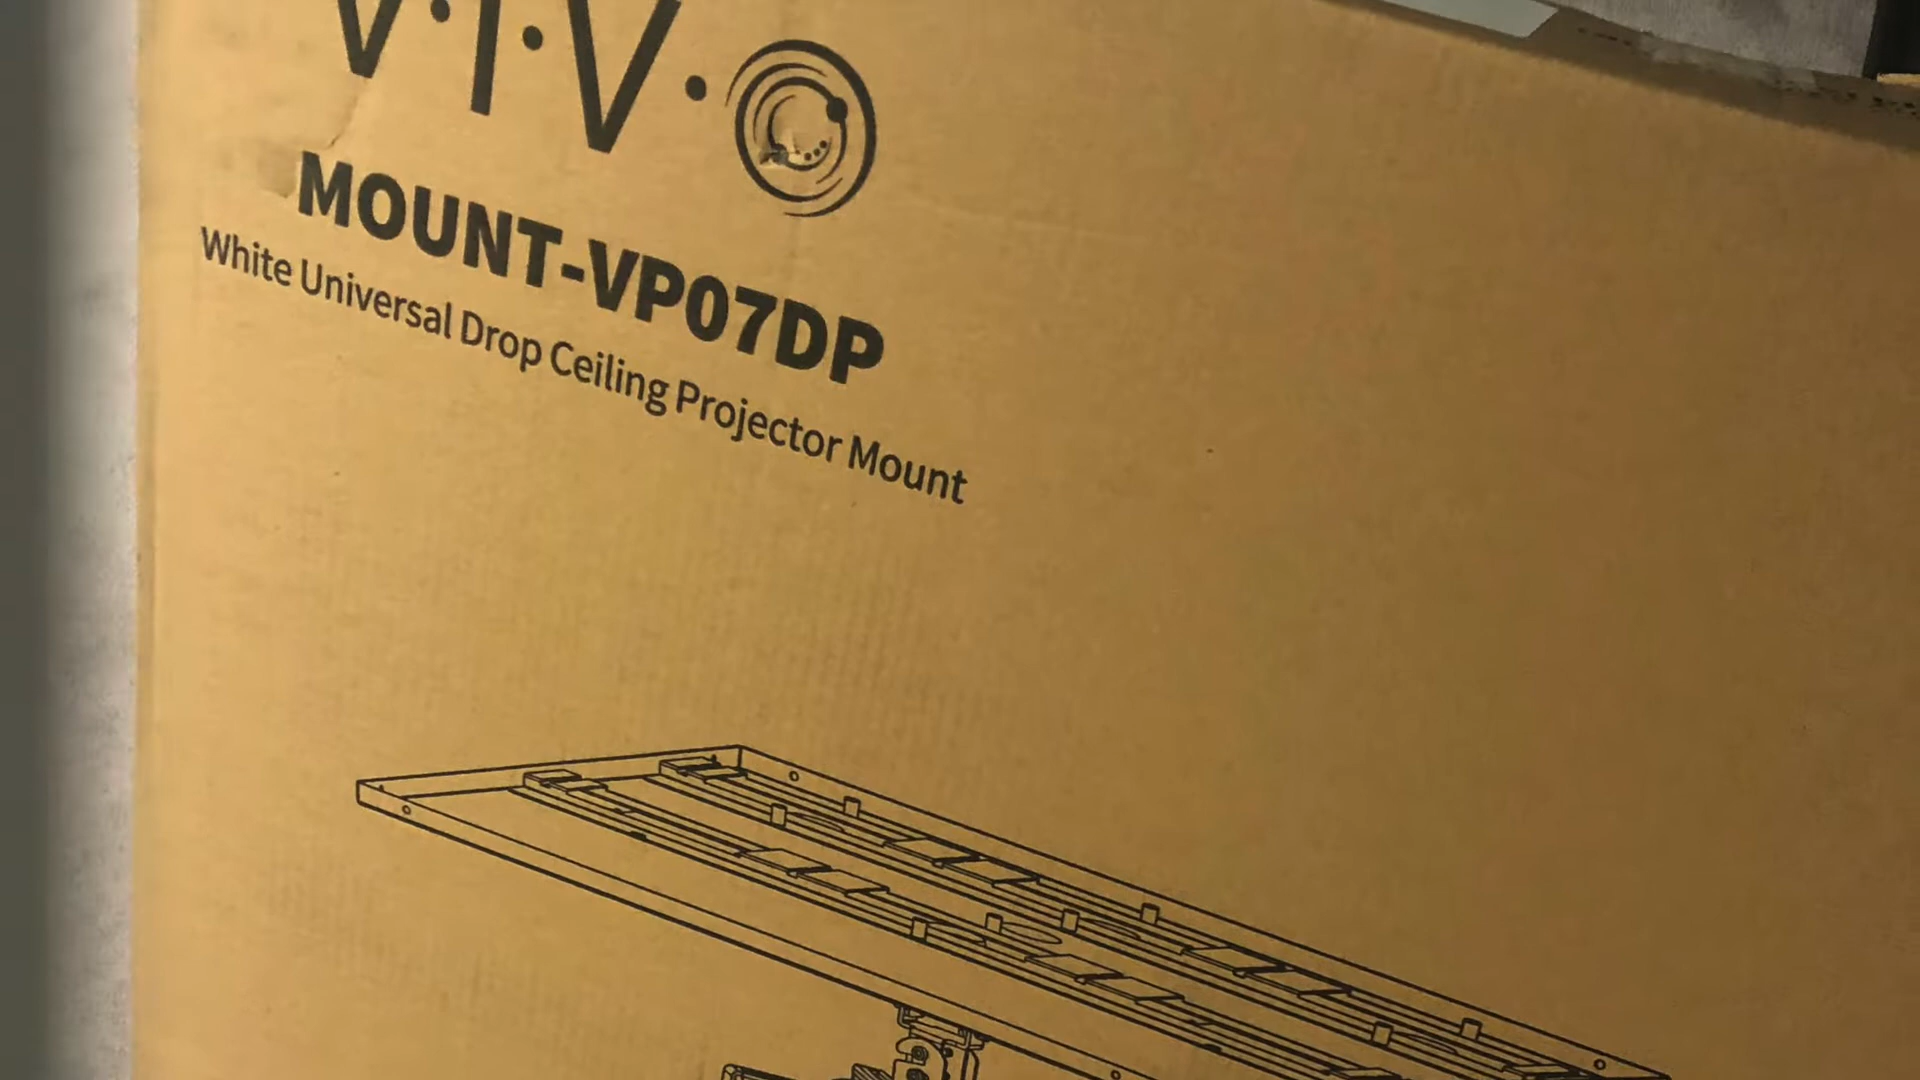 V·I·V·O
MOUNT-VP07DP
White Universal Drop Ceiling Projector Mount